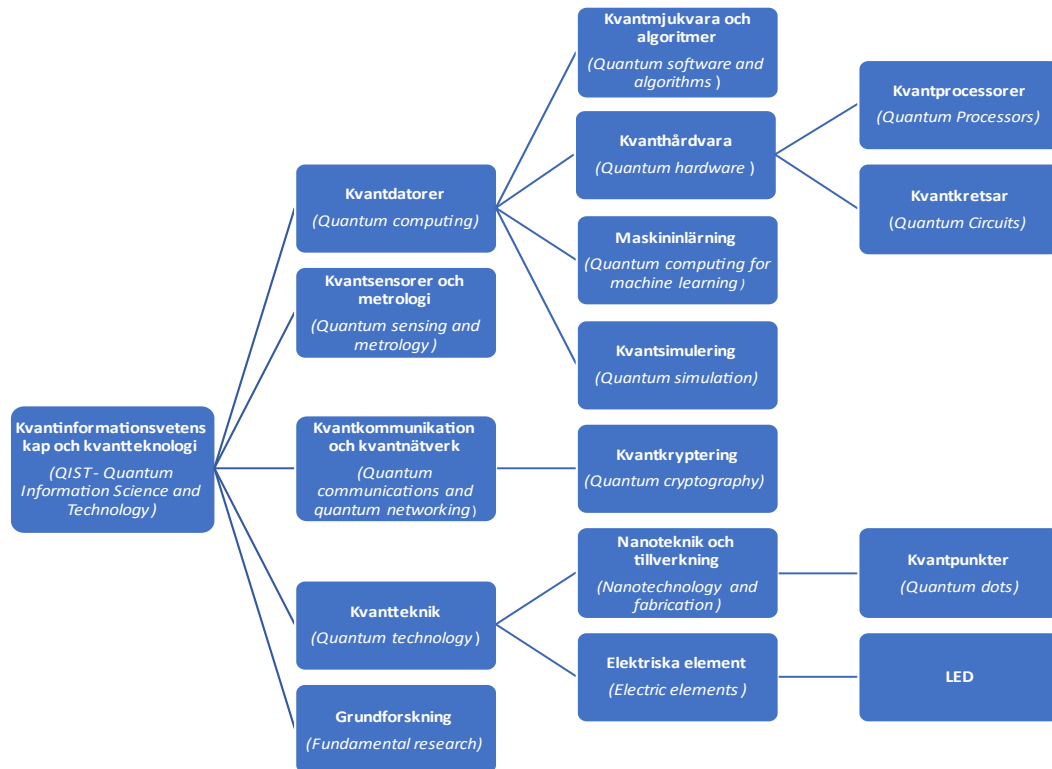 Kvantinformationsvetens
kap och kvantteknologi
(QIST - Quantum
Information Science and
Technology)
Kvantdatorer
(Quantum computing)
Kvantsensorer och
metrologi
(Quantum sensing and
metrology)
Kvantkommunikation
och kvantnätverk
(Quantum
communications and
quantum networking)
Kvantteknik
(Quantum technology)
Grundforskning
(Fundamental research)
Kvantmjukvara och
algoritmer
(Quantum software and
algorithms )
Kvanthårdvara
(Quantum hardware )
Maskininlärning
(Quantum computing for
machine learning)
Kvantsimulering
(Quantum simulation)
Kvantkryptering
(Quantum cryptography)
Nanoteknik och
tillverkning
(Nanotechnology and
fabrication)
Elektriska element
(Electric elements )
Kvantprocessorer
(Quantum Processors)
Kvantkretsar
(Quantum Circuits)
Kvantpunkter
(Quantum dots)
LED